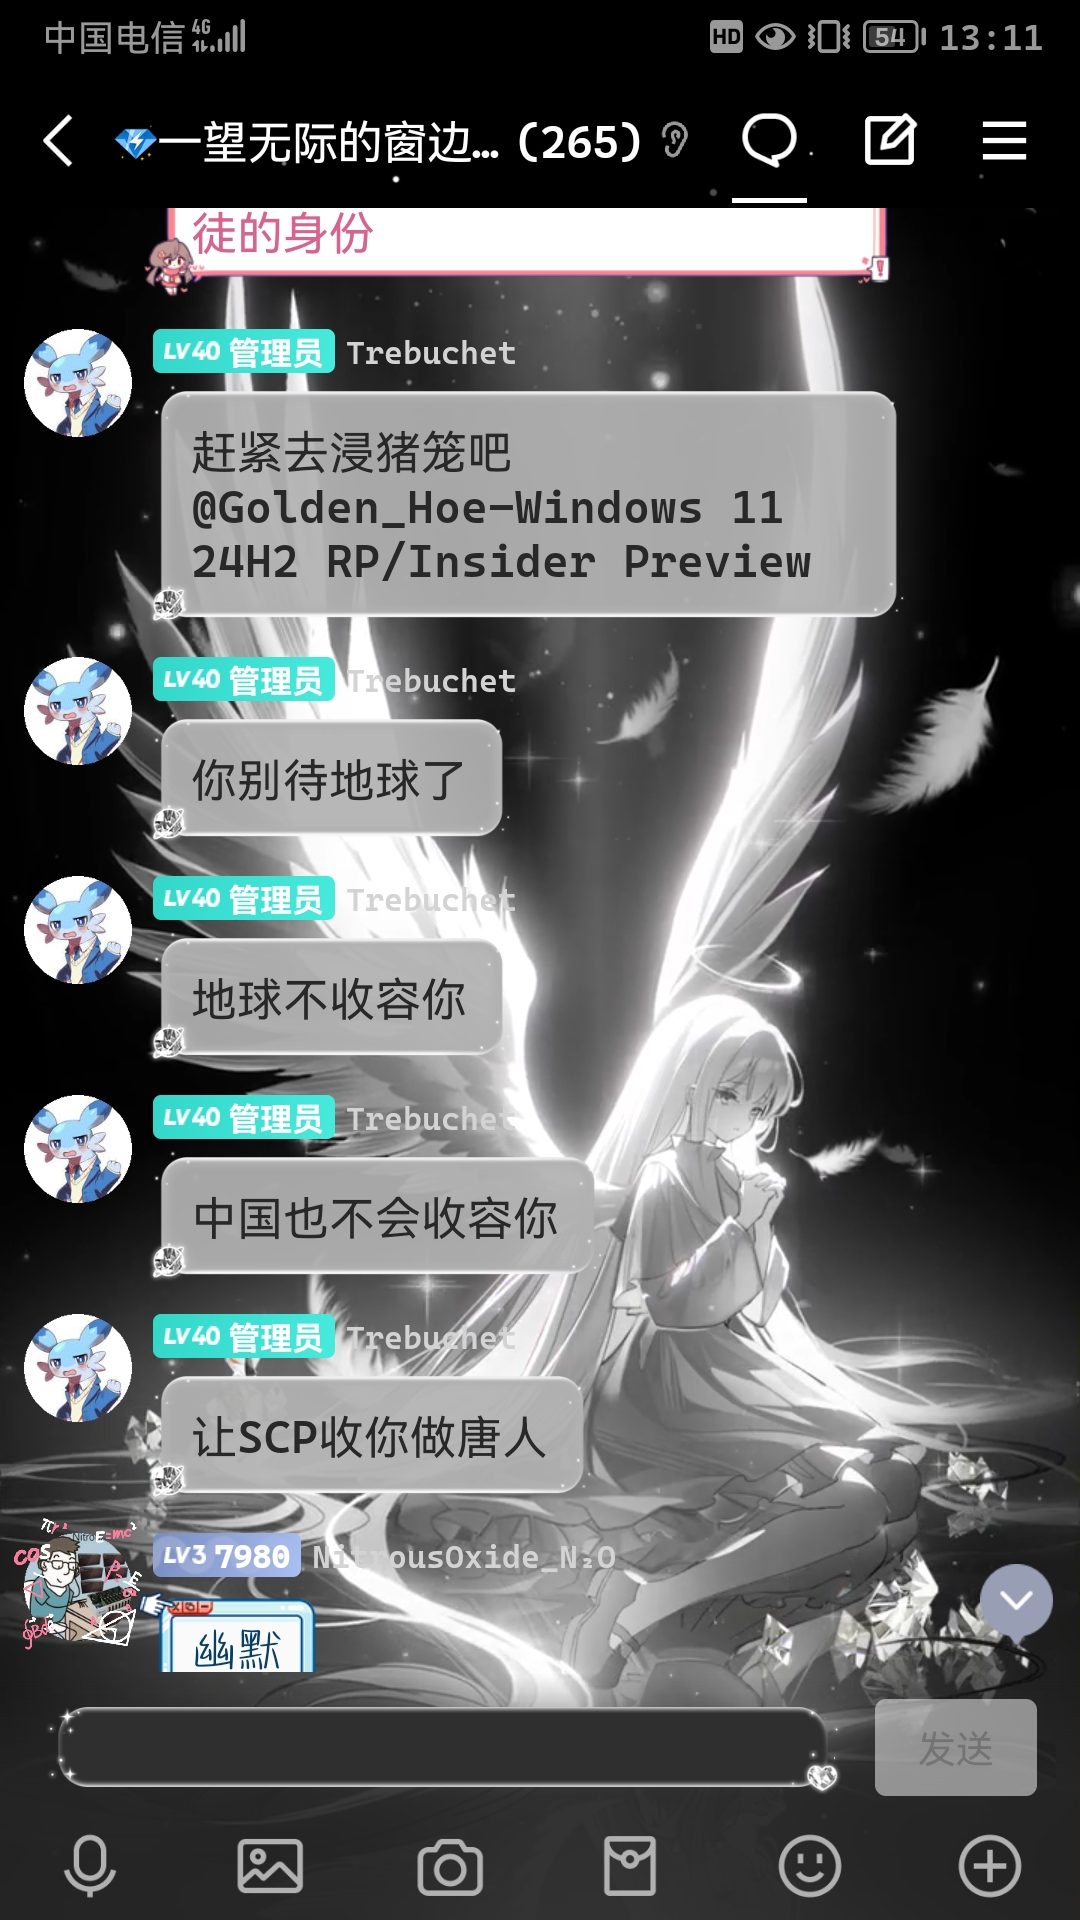 中国电信 4G HD 54 13:11
一望无际的窗边... (265)
徒的身份
LV40 管理员 Trebuchet
赶紧去浸猪笼吧
@Golden_Hoe-Windows 11
24H2 RP/Insider Preview
LV40 管理员 Trebuchet
你别待地球了
LV40 管理员 Trebuchet
地球不收容你
LV40 管理员 Trebuchet
中国也不会收容你
LV40 管理员 Trebuchet
让SCP收你做唐人
LV3 7980 NitrousOxide_N₂O
幽默
发送